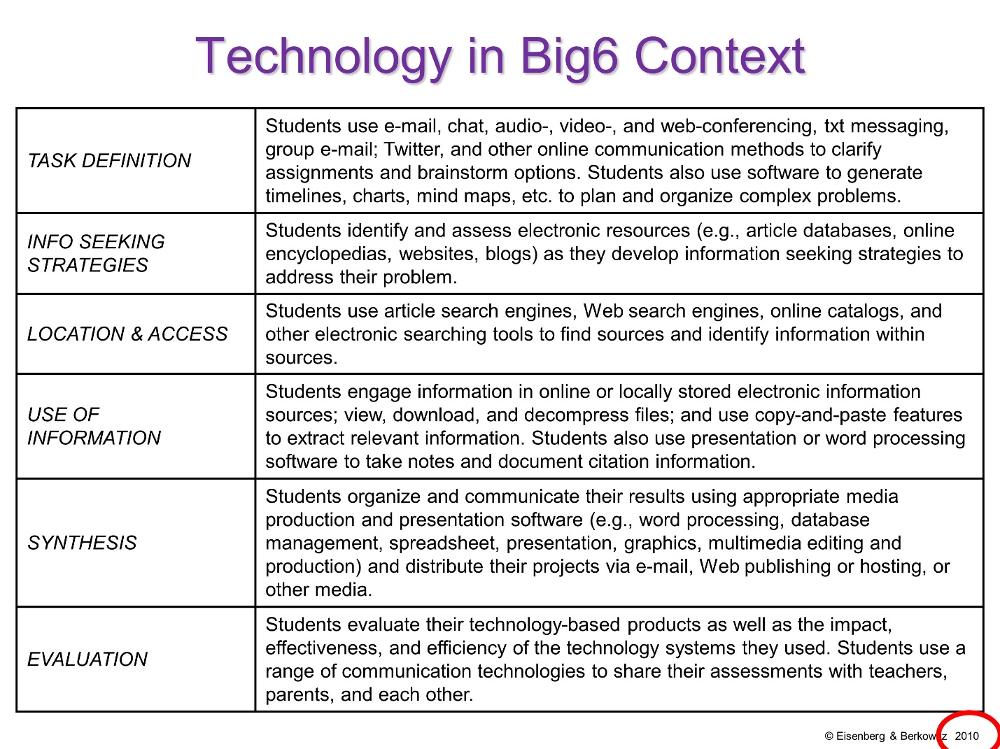 Technology in Big6 Context
TASK DEFINITION
Students use e-mail, chat, audio-, video-, and web-conferencing, txt messaging,
group e-mail; Twitter, and other online communication methods to clarify
assignments and brainstorm options. Students also use software to generate
timelines, charts, mind maps, etc. to plan and organize complex problems.
INFO SEEKING
STRATEGIES
Students identify and assess electronic resources (e.g., article databases, online
encyclopedias, websites, blogs) as they develop information seeking strategies to
address their problem.
LOCATION & ACCESS
Students use article search engines, Web search engines, online catalogs, and
other electronic searching tools to find sources and identify information within
sources.
USE OF
INFORMATION
Students engage information in online or locally stored electronic information
sources; view, download, and decompress files; and use copy-and-paste features
to extract relevant information. Students also use presentation or word processing
software to take notes and document citation information.
SYNTHESIS
Students organize and communicate their results using appropriate media
production and presentation software (e.g., word processing, database
management, spreadsheet, presentation, graphics, multimedia editing and
production) and distribute their projects via e-mail, Web publishing or hosting, or
other media.
EVALUATION
Students evaluate their technology-based products as well as the impact,
effectiveness, and efficiency of the technology systems they used. Students use a
range of communication technologies to share their assessments with teachers,
parents, and each other.
© Eisenberg & Berkowitz 2010